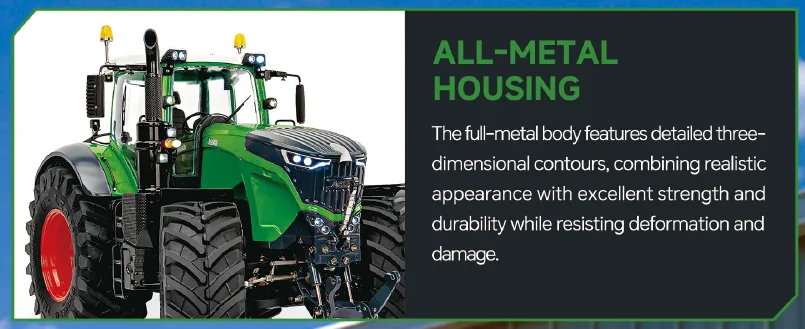 ALL-METAL
HOUSING
The full-metal body features detailed three-
dimensional contours, combining realistic
appearance with excellent strength and
durability while resisting deformation and
damage.